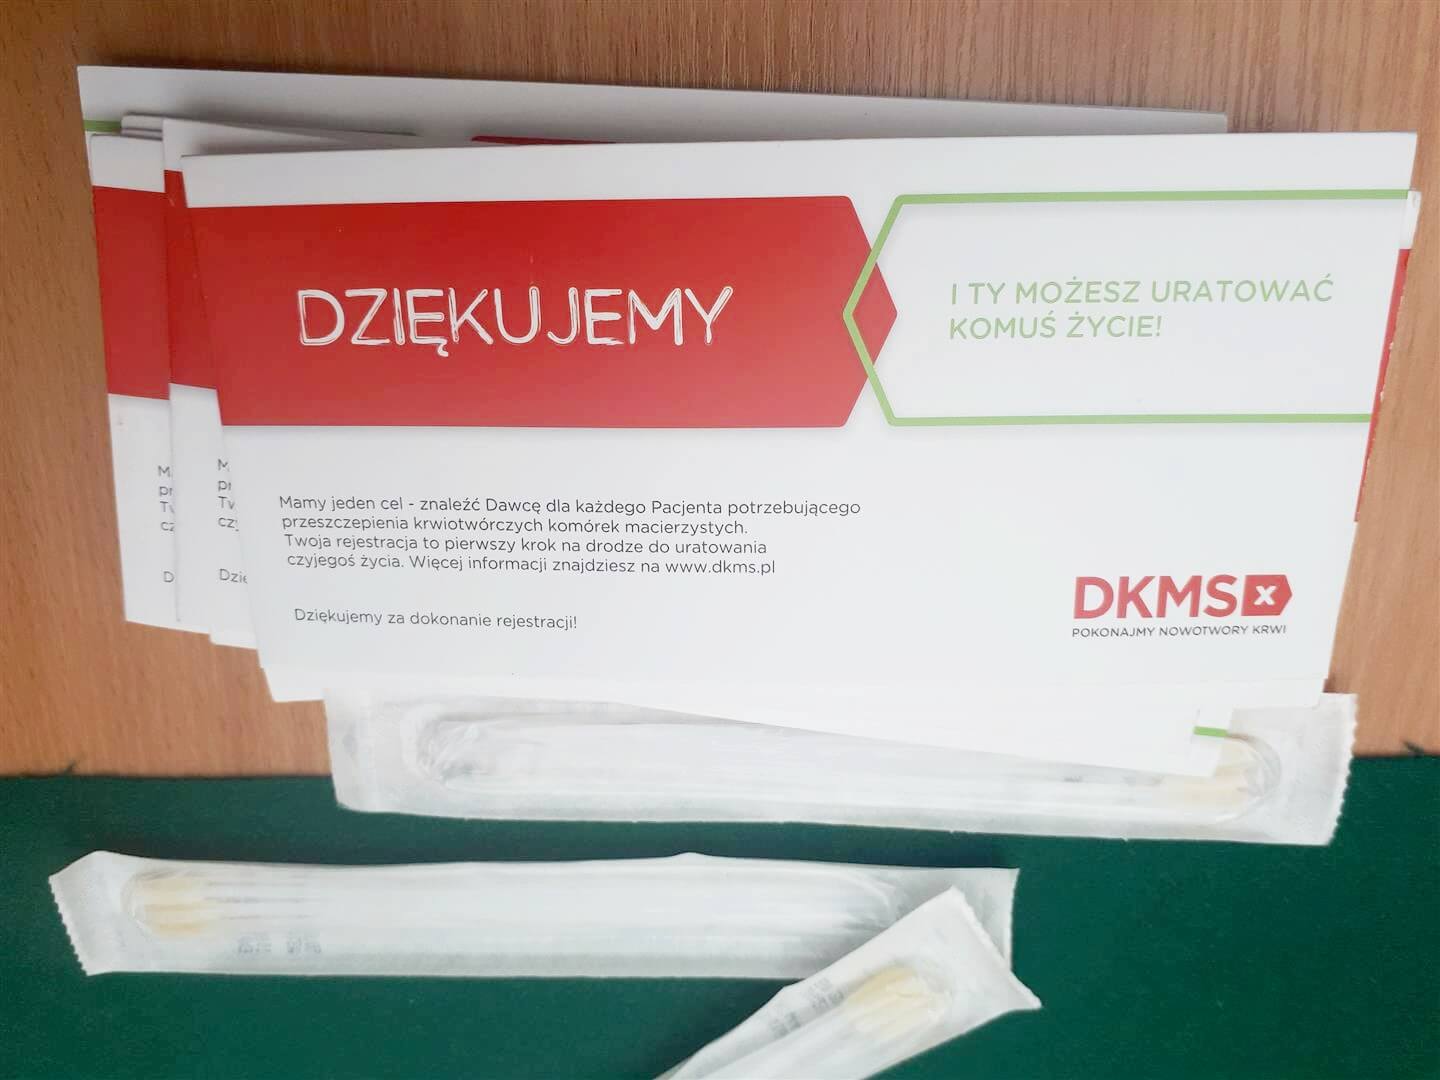 DZIĘKUJEMY
I TY MOŻESZ URATOWAĆ
KOMUŚ ŻYCIE!
Mamy jeden cel - znaleźć Dawcę dla każdego Pacjenta potrzebującego
przeszczepienia krwiotwórczych komórek macierzystych.
Twoja rejestracja to pierwszy krok na drodze do uratowania
czyjegoś życia. Więcej informacji znajdziesz na www.dkms.pl
Dziękujemy za dokonanie rejestracji!
DKMS x
POKONAJMY NOWOTWORY KRWI